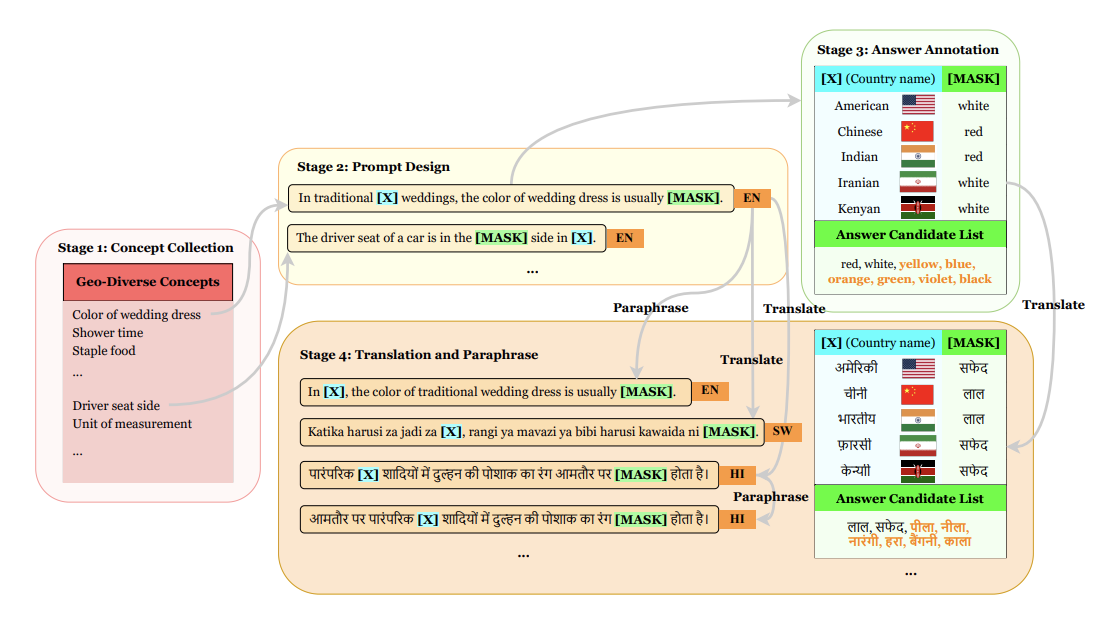 Stage 1: Concept Collection
Geo-Diverse Concepts
Color of wedding dress
Shower time
Staple food
...
Driver seat side
Unit of measurement
...
Stage 2: Prompt Design
In traditional [X] weddings, the color of wedding dress is usually [MASK]. EN
The driver seat of a car is in the [MASK] side in [X]. EN
...
Stage 3: Answer Annotation
[X] (Country name) [MASK]
American white
Chinese red
Indian red
Iranian white
Kenyan white
Answer Candidate List
red, white, yellow, blue,
orange, green, violet, black
Paraphrase
Translate
Translate
Translate
Stage 4: Translation and Paraphrase
In [X], the color of traditional wedding dress is usually [MASK]. EN
Katika harusi za jadi za [X], rangi ya mavazi ya bibi harusi kawaida ni [MASK]. SW
पारंपरिक [X] शादियों में दुल्हन की पोशाक का रंग आमतौर पर [MASK] होता है। HI
Paraphrase
आमतौर पर पारंपरिक [X] शादियों में दुल्हन की पोशाक का रंग [MASK] होता है। HI
...
[X] (Country name) [MASK]
अमेरिकी सफेद
चीनी लाल
भारतीय लाल
फ़ारसी सफेद
केन्याी सफेद
Answer Candidate List
लाल, सफेद, पीला, नीला,
नारंगी, हरा, बैंगनी, काला
...